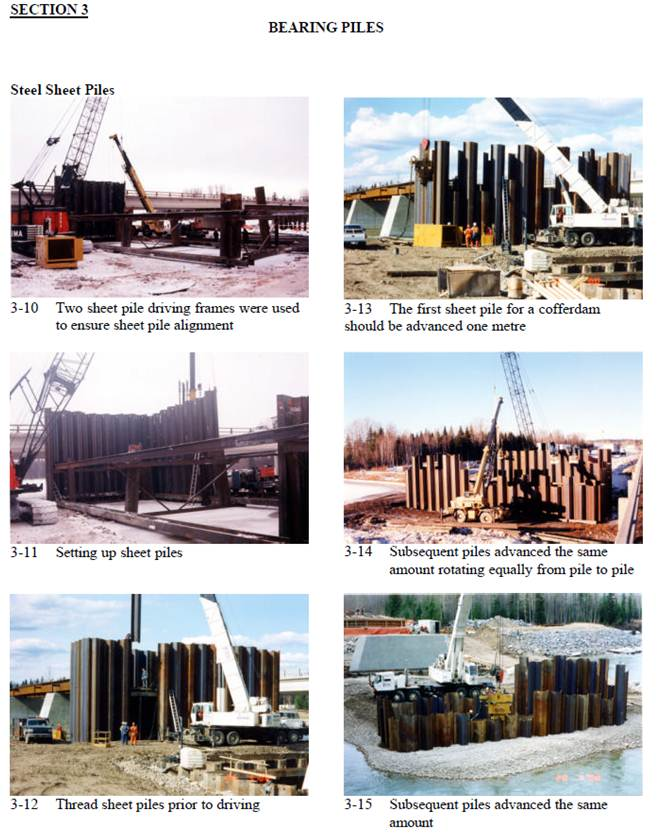 SECTION 3
BEARING PILES
Steel Sheet Piles
3-10 Two sheet pile driving frames were used
to ensure sheet pile alignment
3-13 The first sheet pile for a cofferdam
should be advanced one metre
3-11 Setting up sheet piles
3-14 Subsequent piles advanced the same
amount rotating equally from pile to pile
3-12 Thread sheet piles prior to driving
3-15 Subsequent piles advanced the same
amount